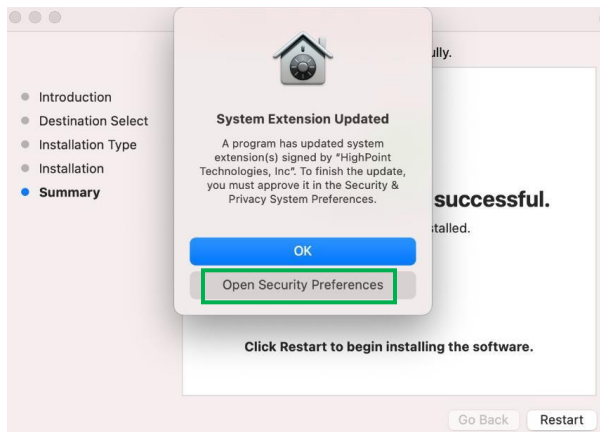 Introduction
Destination Select
Installation Type
Installation
Summary
System Extension Updated
A program has updated system
extension(s) signed by "HighPoint
Technologies, Inc". To finish the update,
you must approve it in the Security &
Privacy System Preferences.
OK
Open Security Preferences
successful.
Click Restart to begin installing the software.
Go Back
Restart